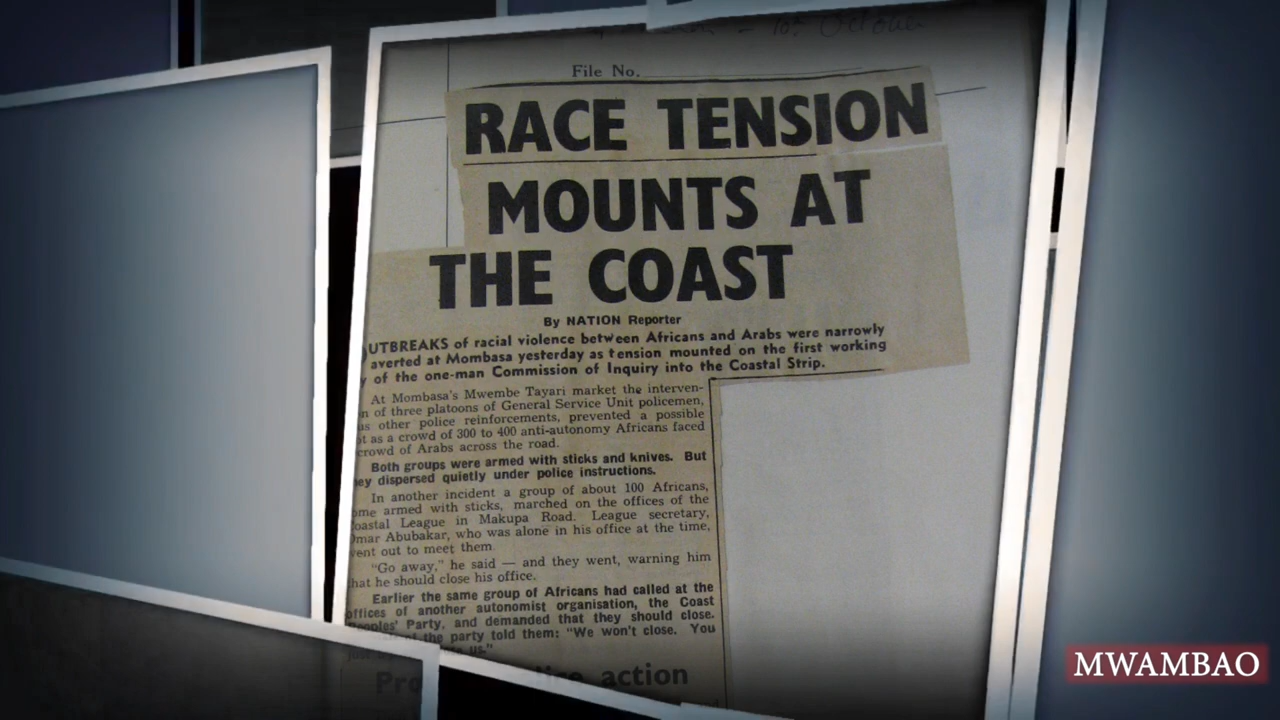 October
File No.
RACE TENSION
MOUNTS AT
THE COAST
By NATION Reporter
UTBREAKS of racial violence between Africans and Arabs were narrowly
averted at Mombasa yesterday as tension mounted on the first working
y of the one-man Commission of Inquiry into the Coastal Strip.
At Mombasa's Mwembe Tayari market the interven-
n of three platoons of General Service Unit policemen,
us other police reinforcements, prevented a possible
ot as a crowd of 300 to 400 anti-autonomy Africans faced
crowd of Arabs across the road.
Both groups were armed with sticks and knives. But
ey dispersed quietly under police instructions.
In another incident a group of about 100 Africans,
ome armed with sticks, marched on the offices of the
oastal League in Makupa Road. League secretary,
Omar Abubakar, who was alone in his office at the time,
went out to meet them.
"Go away," he said — and they went, warning him
that he should close his office.
Earlier the same group of Africans had called at the
offices of another autonomist organisation, the Coast
Peoples' Party, and demanded that they should close.
of the party told them: "We won't close. You
us."
action
MWAMBAO